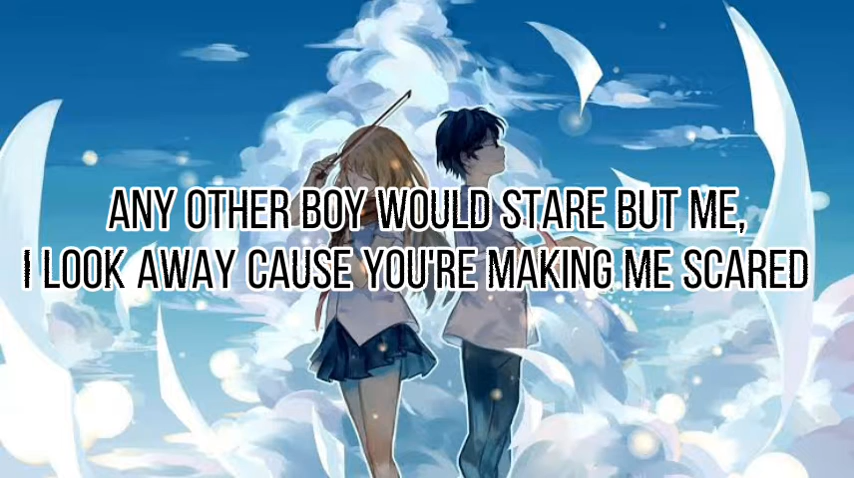 ANY OTHER BOY WOULD STARE BUT ME,
I LOOK AWAY CAUSE YOU'RE MAKING ME SCARED